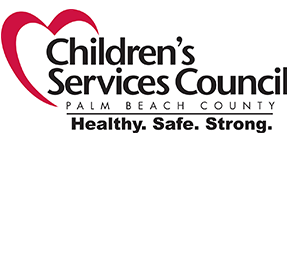 Children's
Services Council
PALM BEACH COUNTY
Healthy. Safe. Strong.